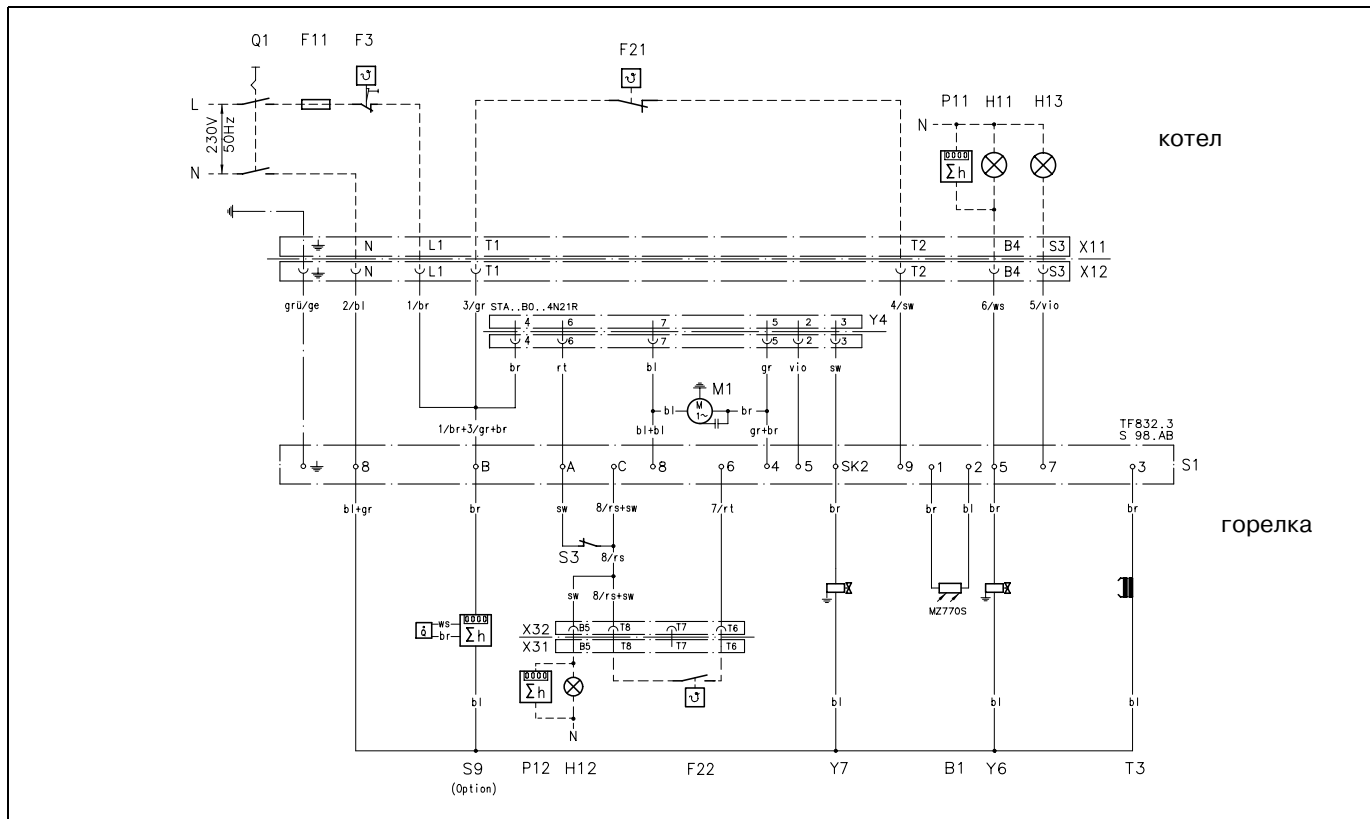 Q1 F11 F3 F21
P11 H11 H13
L
N
230V
50Hz
N
котел
Σh
N L1 T1 T2 B4 S3 X11
N L1 T1 T2 B4 S3 X12
grü/ge 2/bl 1/br 3/gr STA..B0..4N21R 4/sw 6/ws 5/vio
4 6 7 5 2 3 Y4
4 6 7 5 2 3
br rt bl gr vio sw
M1
bl M 1~ br
1/br+3/gr+br bl+bl gr+br
TF832.3
S 98.AB
8 B A C 8 6 4 5 SK2 9 1 2 5 7 3 S1
bl+gr br sw 8/rs+sw 7/rt br br bl br br
горелка
S3 8/rs
sw 8/rs+sw
MZ770S
ws
br
Σh
X32 B5 T8 T7 T6
X31 B5 T8 T7 T6
Σh
bl bl bl bl
N
S9 P12 H12 F22 Y7 B1 Y6 T3
(Option)